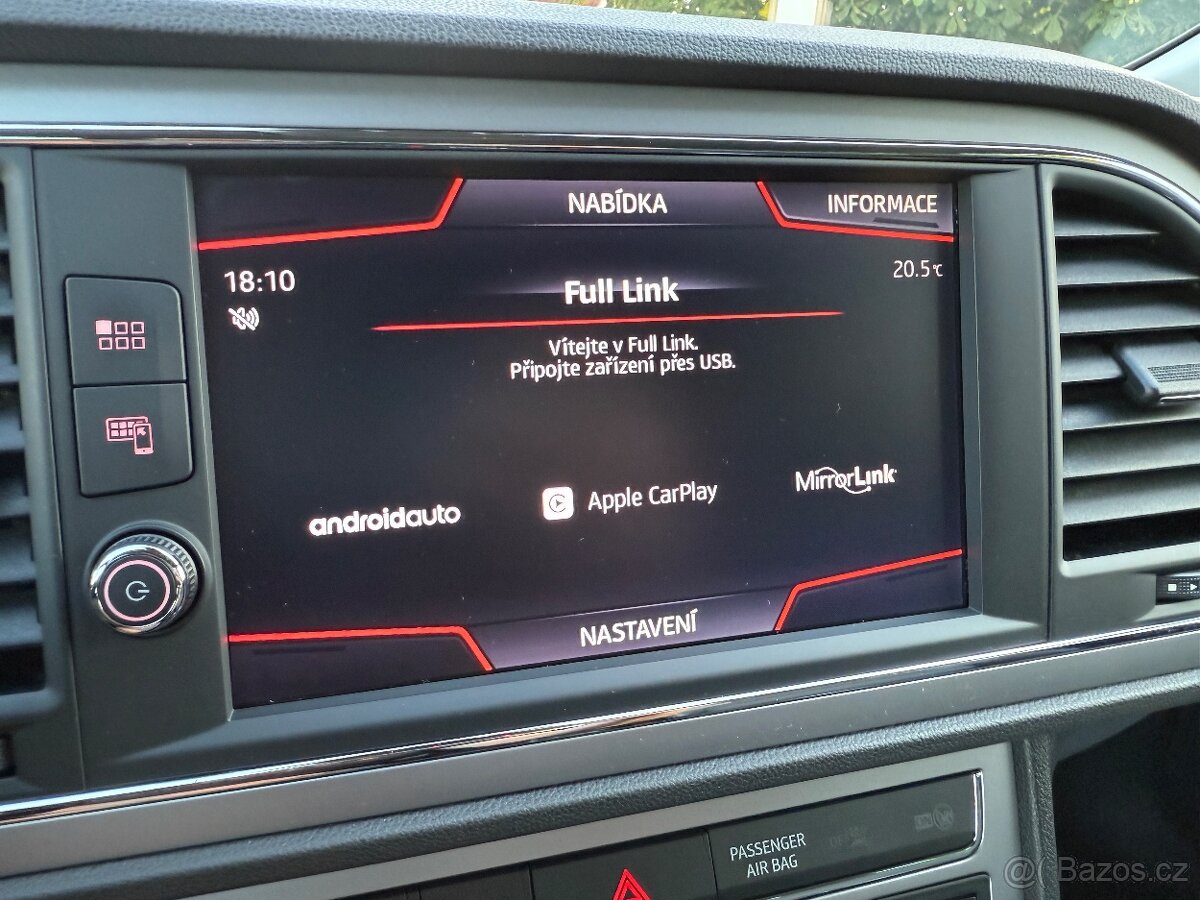 NABÍDKA
INFORMACE
18:10
20.5°C
Full Link
Vítejte v Full Link.
Připojte zařízení přes USB.
androidauto
Apple CarPlay
MirrorLink
NASTAVENÍ
PASSENGER
AIR BAG
@ Bazos.cz